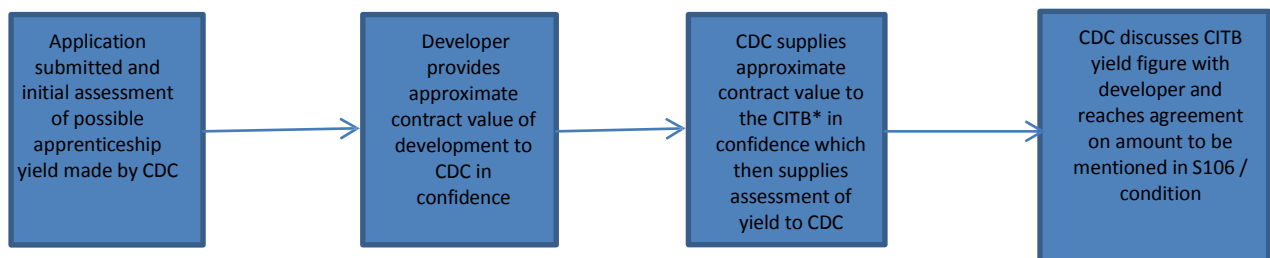 Application
submitted and
initial assessment
of possible
apprenticeship
yield made by CDC
Developer
provides
approximate
contract value of
development to
CDC in
confidence
CDC supplies
approximate
contract value to
the CITB* in
confidence which
then supplies
assessment of
yield to CDC
CDC discusses CITB
yield figure with
developer and
reaches agreement
on amount to be
mentioned in S106 /
condition